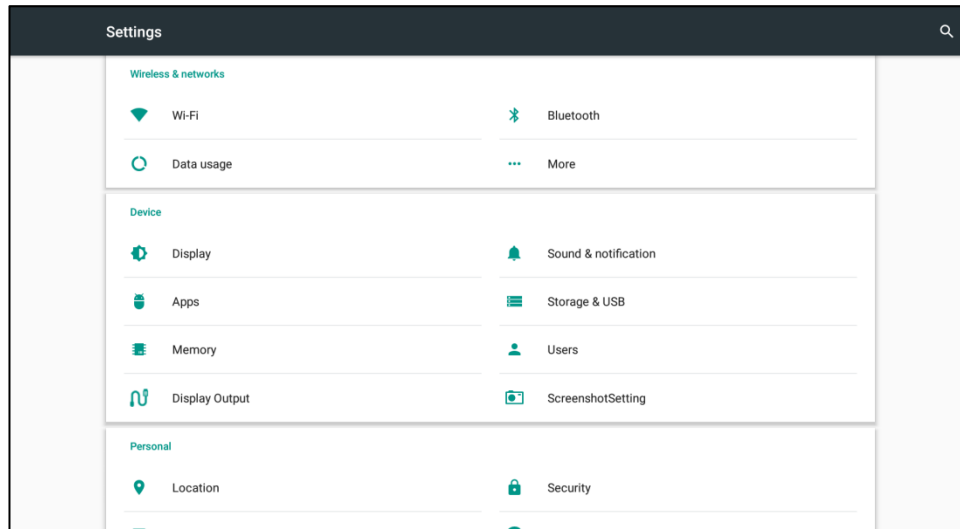 Settings
Wireless & networks
Wi-Fi
Bluetooth
Data usage
More
Device
Display
Sound & notification
Apps
Storage & USB
Memory
Users
Display Output
ScreenshotSetting
Personal
Location
Security